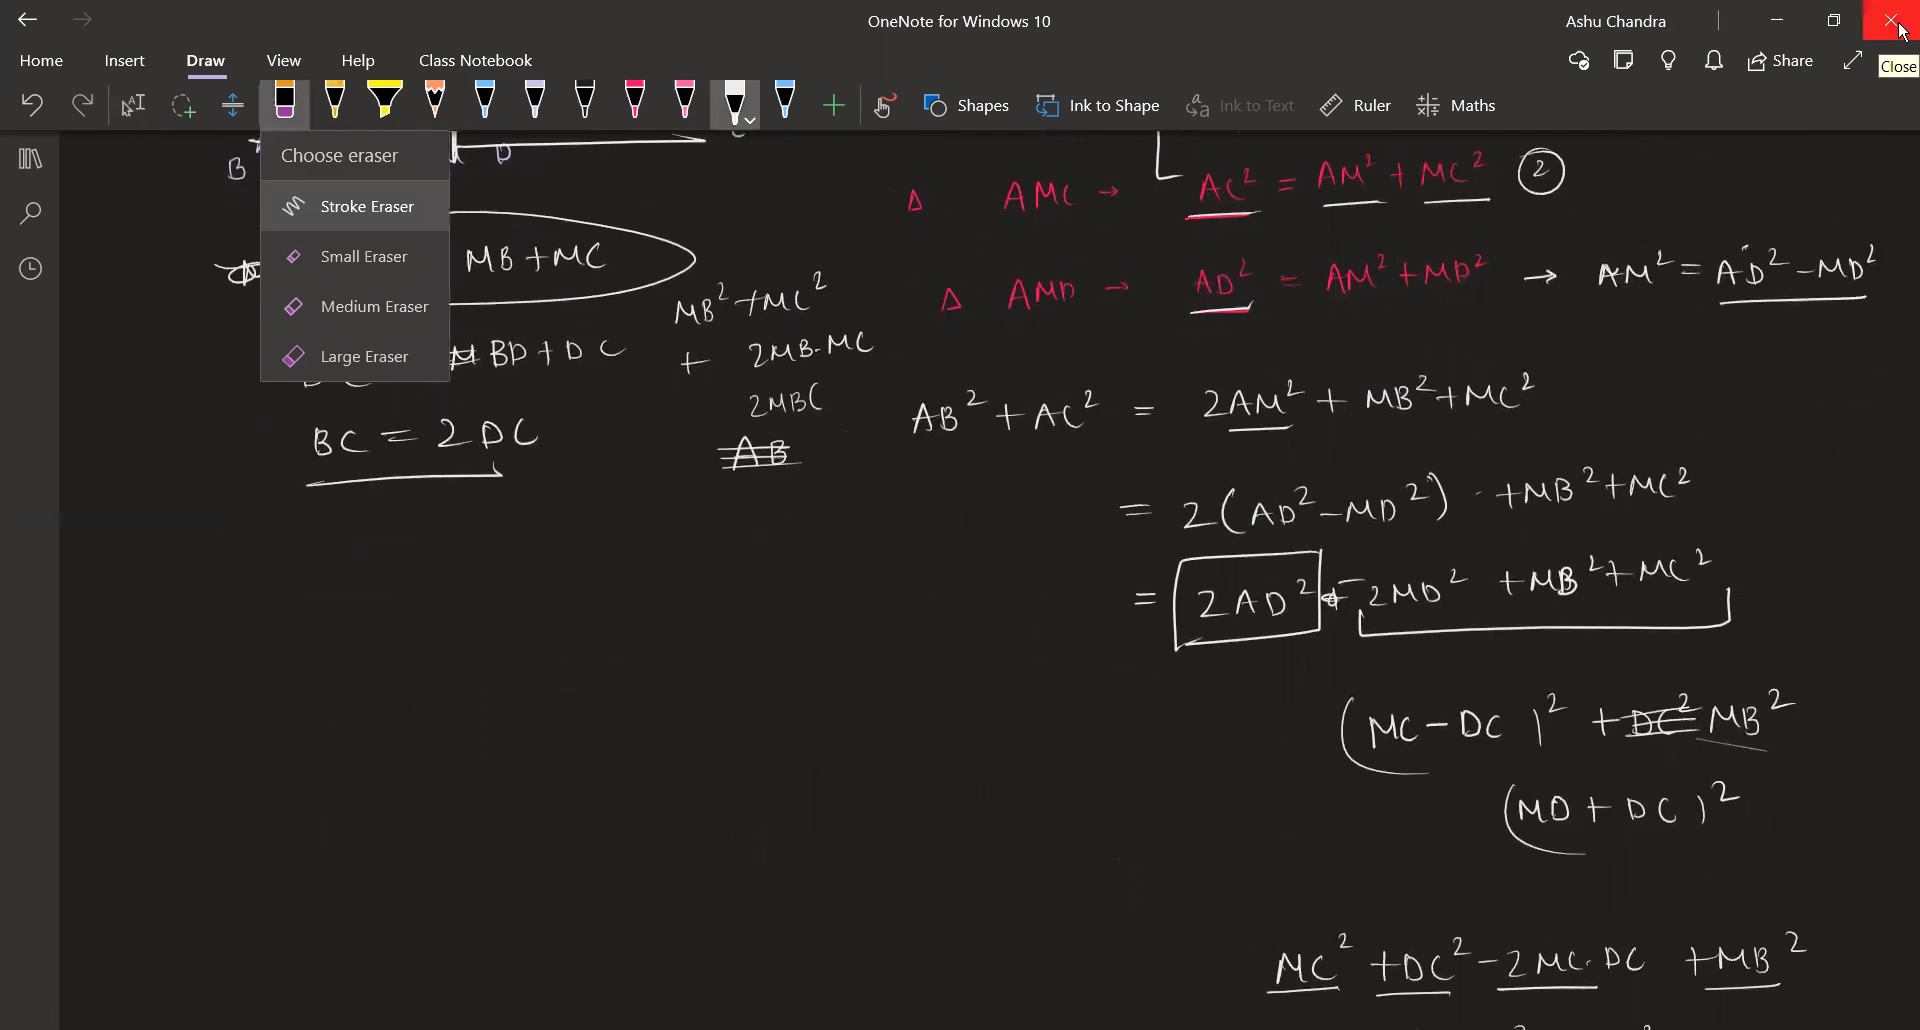 OneNote for Windows 10
Ashu Chandra
Home Insert Draw View Help Class Notebook
Share
Close
Shapes
Ink to Shape
Ink to Text
Ruler
Maths
Choose eraser
Stroke Eraser
Small Eraser
Medium Eraser
Large Eraser
B D
MB + MC
BD + DC
BC = 2DC
MB² + MC²
+ 2MB·MC
2MBC
AB
Δ AMC → AC² = AM² + MC² 2
Δ AMD → AD² = AM² + MD² → AM² = AD² – MD²
AB² + AC² = 2AM² + MB² + MC²
= 2(AD² – MD²) + MB² + MC²
= 2AD² – 2MD² + MB² + MC²
(MC – DC)² + DC² MB²
(MD + DC)²
MC² + DC² – 2MC·DC + MB²